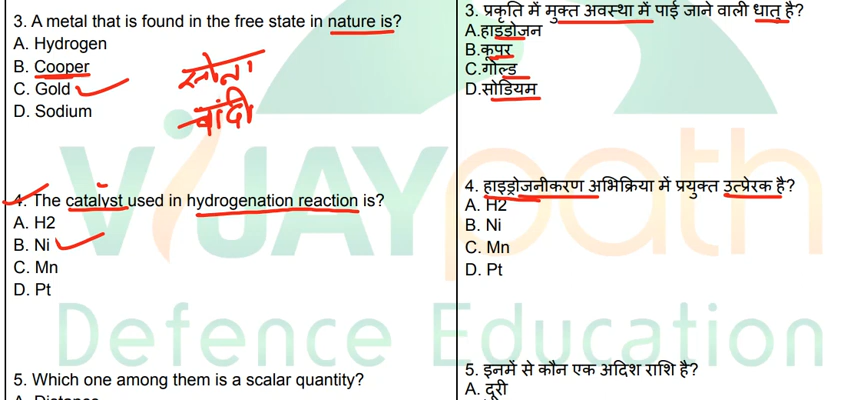 3. A metal that is found in the free state in nature is?
A. Hydrogen
B. Cooper
C. Gold
D. Sodium
सोना
चांदी
4. The catalyst used in hydrogenation reaction is?
A. H2
B. Ni
C. Mn
D. Pt
5. Which one among them is a scalar quantity?
A. Distance
3. प्रकृति में मुक्त अवस्था में पाई जाने वाली धातु है?
A.हाइडोजन
B.कूपर
C.गोल्ड
D.सोडियम
4. हाइड्रोजनीकरण अभिक्रिया में प्रयुक्त उत्प्रेरक है?
A. H2
B. Ni
C. Mn
D. Pt
5. इनमें से कौन एक अदिश राशि है?
A. दूरी
VIJAYpath
Defence Education